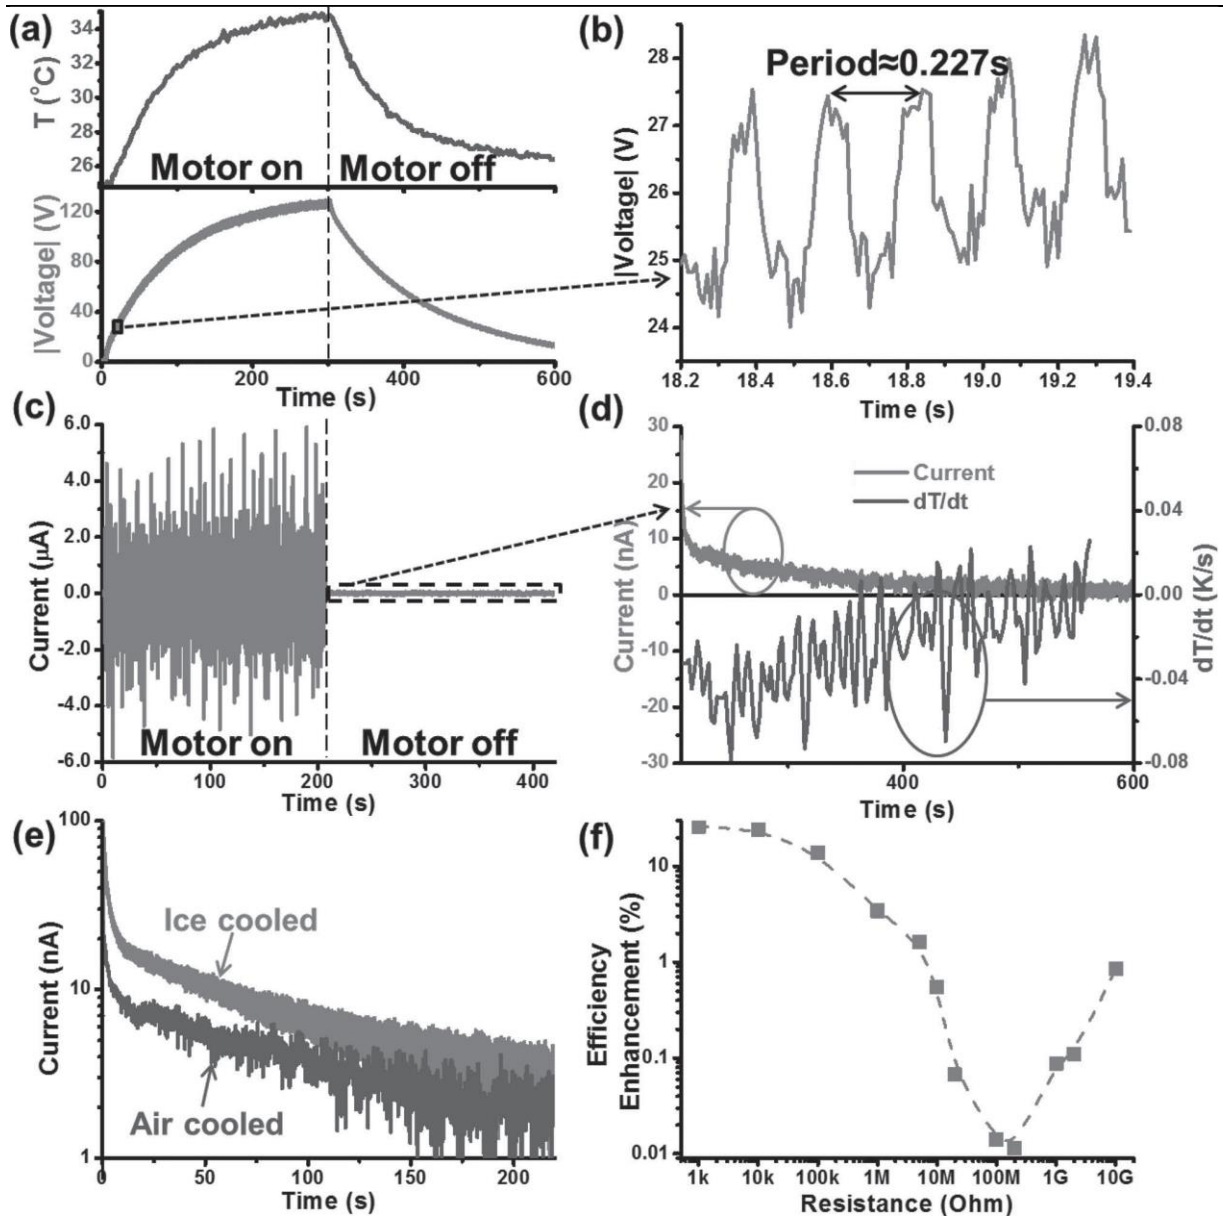 (a)
34
32
30
28
26
T (°C)
Motor on
Motor off
120
80
40
0
|Voltage| (V)
0
200
400
600
Time (s)
(b)
Period≈0.227s
28
27
26
25
24
|Voltage| (V)
18.2
18.4
18.6
18.8
19.0
19.2
19.4
Time (s)
(c)
6.0
4.0
2.0
0.0
-2.0
-4.0
-6.0
Current (μA)
Motor on
Motor off
0
100
200
300
400
Time (s)
(d)
30
20
10
0
-10
-20
-30
Current (nA)
Current
dT/dt
0.08
0.04
0.00
-0.04
-0.08
dT/dt (K/s)
400
600
Time (s)
(e)
100
10
1
Current (nA)
Ice cooled
Air cooled
0
50
100
150
200
Time (s)
(f)
10
1
0.1
0.01
Efficiency
Enhancement (%)
1k
10k
100k
1M
10M
100M
1G
10G
Resistance (Ohm)